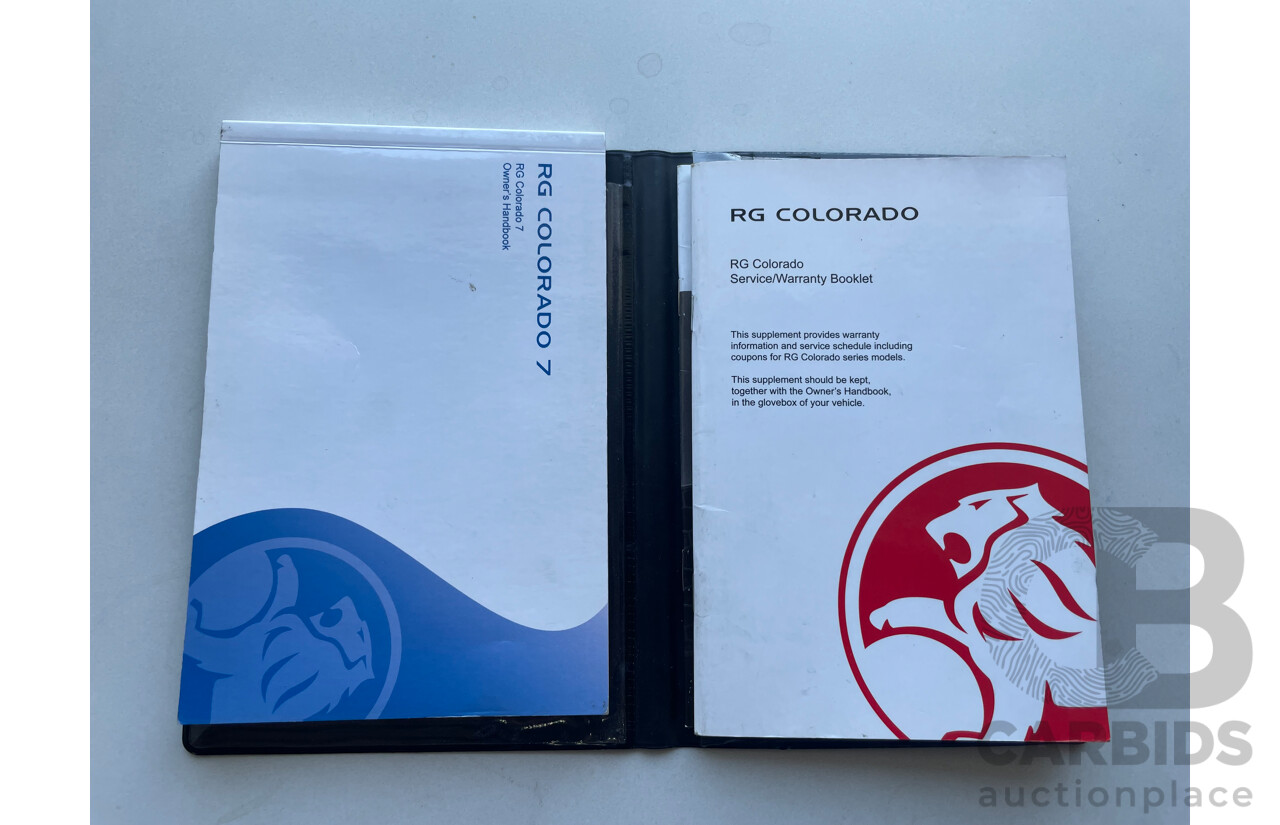 RG COLORADO 7
RG Colorado 7
Owner's Handbook
RG COLORADO
RG Colorado
Service/Warranty Booklet
This supplement provides warranty
information and service schedule including
coupons for RG Colorado series models.
This supplement should be kept,
together with the Owner's Handbook,
in the glovebox of your vehicle.
CB
CARBIDS
auctionplace